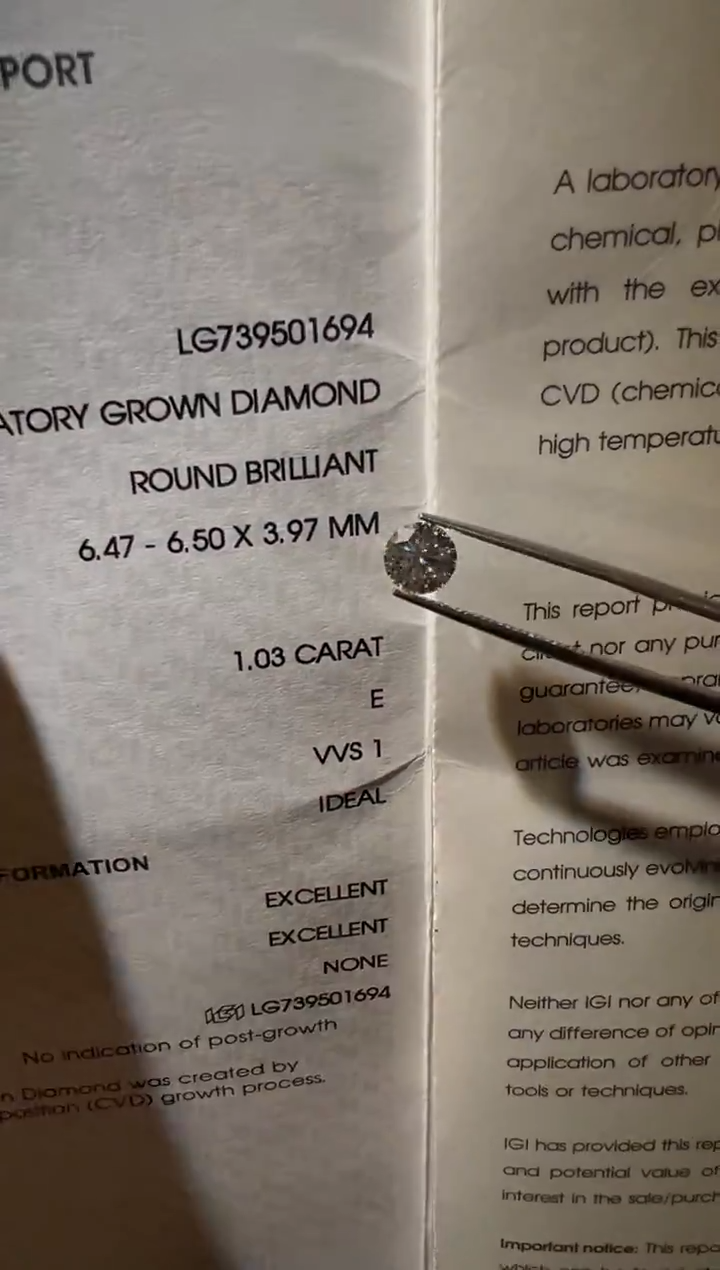 PORT
LG739501694
ATORY GROWN DIAMOND
ROUND BRILLIANT
6.47 - 6.50 X 3.97 MM
1.03 CARAT
E
VVS 1
IDEAL
FORMATION
EXCELLENT
EXCELLENT
NONE
IGI LG739501694
No indication of post-growth
n Diamond was created by
position (CVD) growth process.
A laboratory
chemical, p
with the ex
product). This
CVD (chemic
high temperatu
This report
nor any pur
guarantee,
laboratories may v
article was examine
Technologies emplo
continuously evolvin
determine the origin
techniques.
Neither IGI nor any of
any difference of opin
application of other
tools or techniques.
IGI has provided this rep
and potential value of
interest in the sale/purch
Important notice: This repo